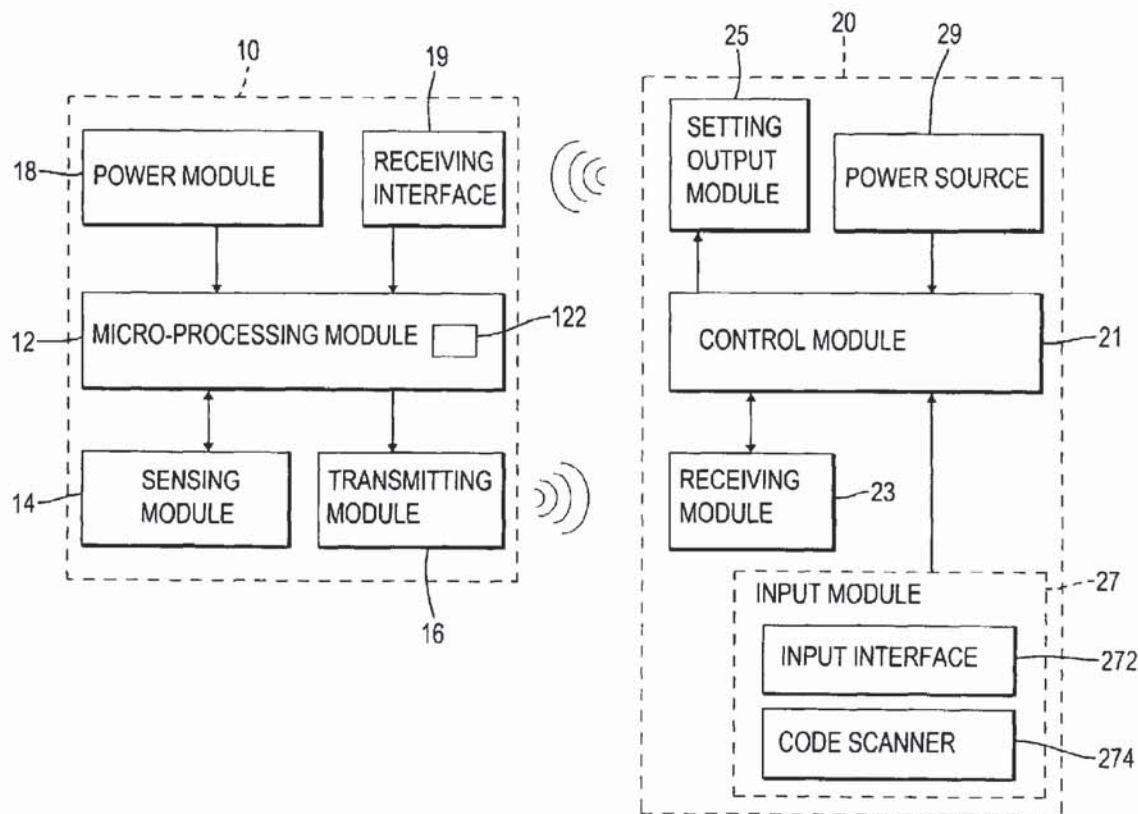 10
19
18
POWER MODULE
RECEIVING
INTERFACE
12
MICRO-PROCESSING MODULE
122
14
SENSING
MODULE
TRANSMITTING
MODULE
16
20
25
29
SETTING
OUTPUT
MODULE
POWER SOURCE
CONTROL MODULE
21
RECEIVING
MODULE
23
INPUT MODULE
27
INPUT INTERFACE
272
CODE SCANNER
274